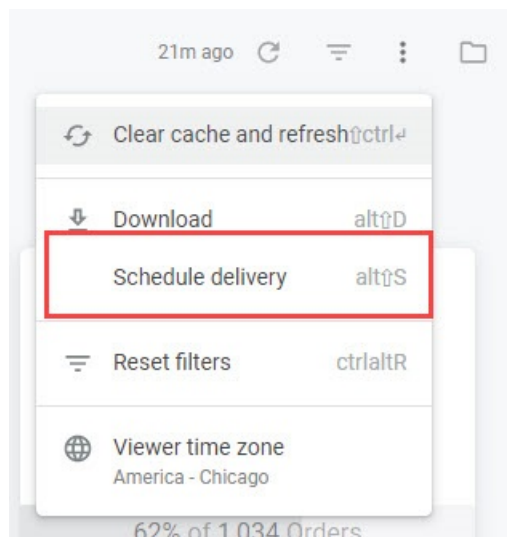 21m ago
Clear cache and refresh⇧ctrl↵
Download alt⇧D
Schedule delivery alt⇧S
Reset filters ctrlaltR
Viewer time zone
America - Chicago
62% of 1,034 Orders